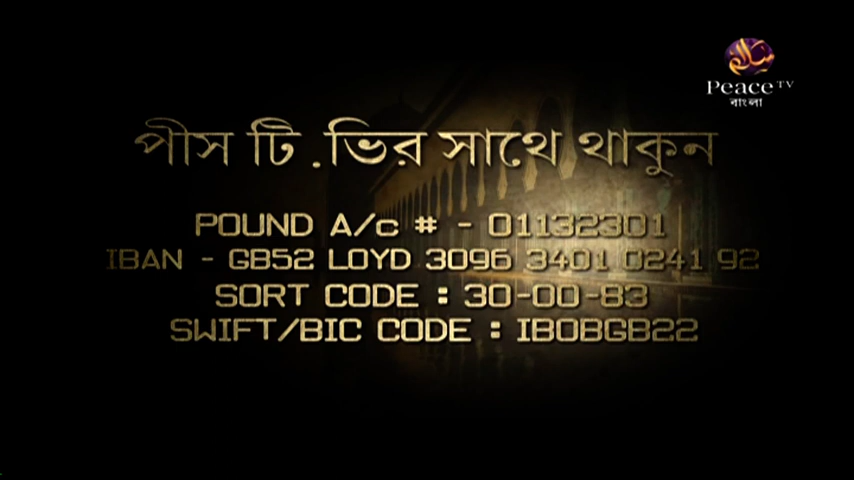 Peace TV
বাংলা
পীস টি .ভির সাথে থাকুন
POUND A/c # - 01132301
IBAN - GB52 LOYD 3096 3401 0241 92
SORT CODE : 30-00-83
SWIFT/BIC CODE : IBOBGB22